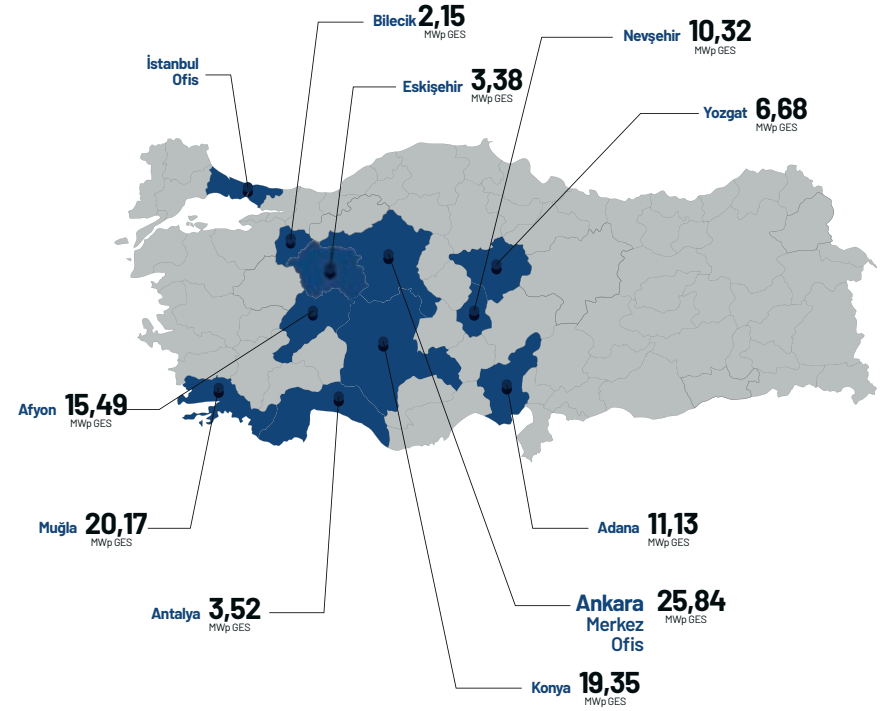 Bilecik 2,15
MWp GES
Nevşehir 10,32
MWp GES
İstanbul
Ofis
Eskişehir 3,38
MWp GES
Yozgat 6,68
MWp GES
Afyon 15,49
MWp GES
Muğla 20,17
MWp GES
Adana 11,13
MWp GES
Antalya 3,52
MWp GES
Ankara 25,84
MWp GES
Merkez
Ofis
Konya 19,35
MWp GES